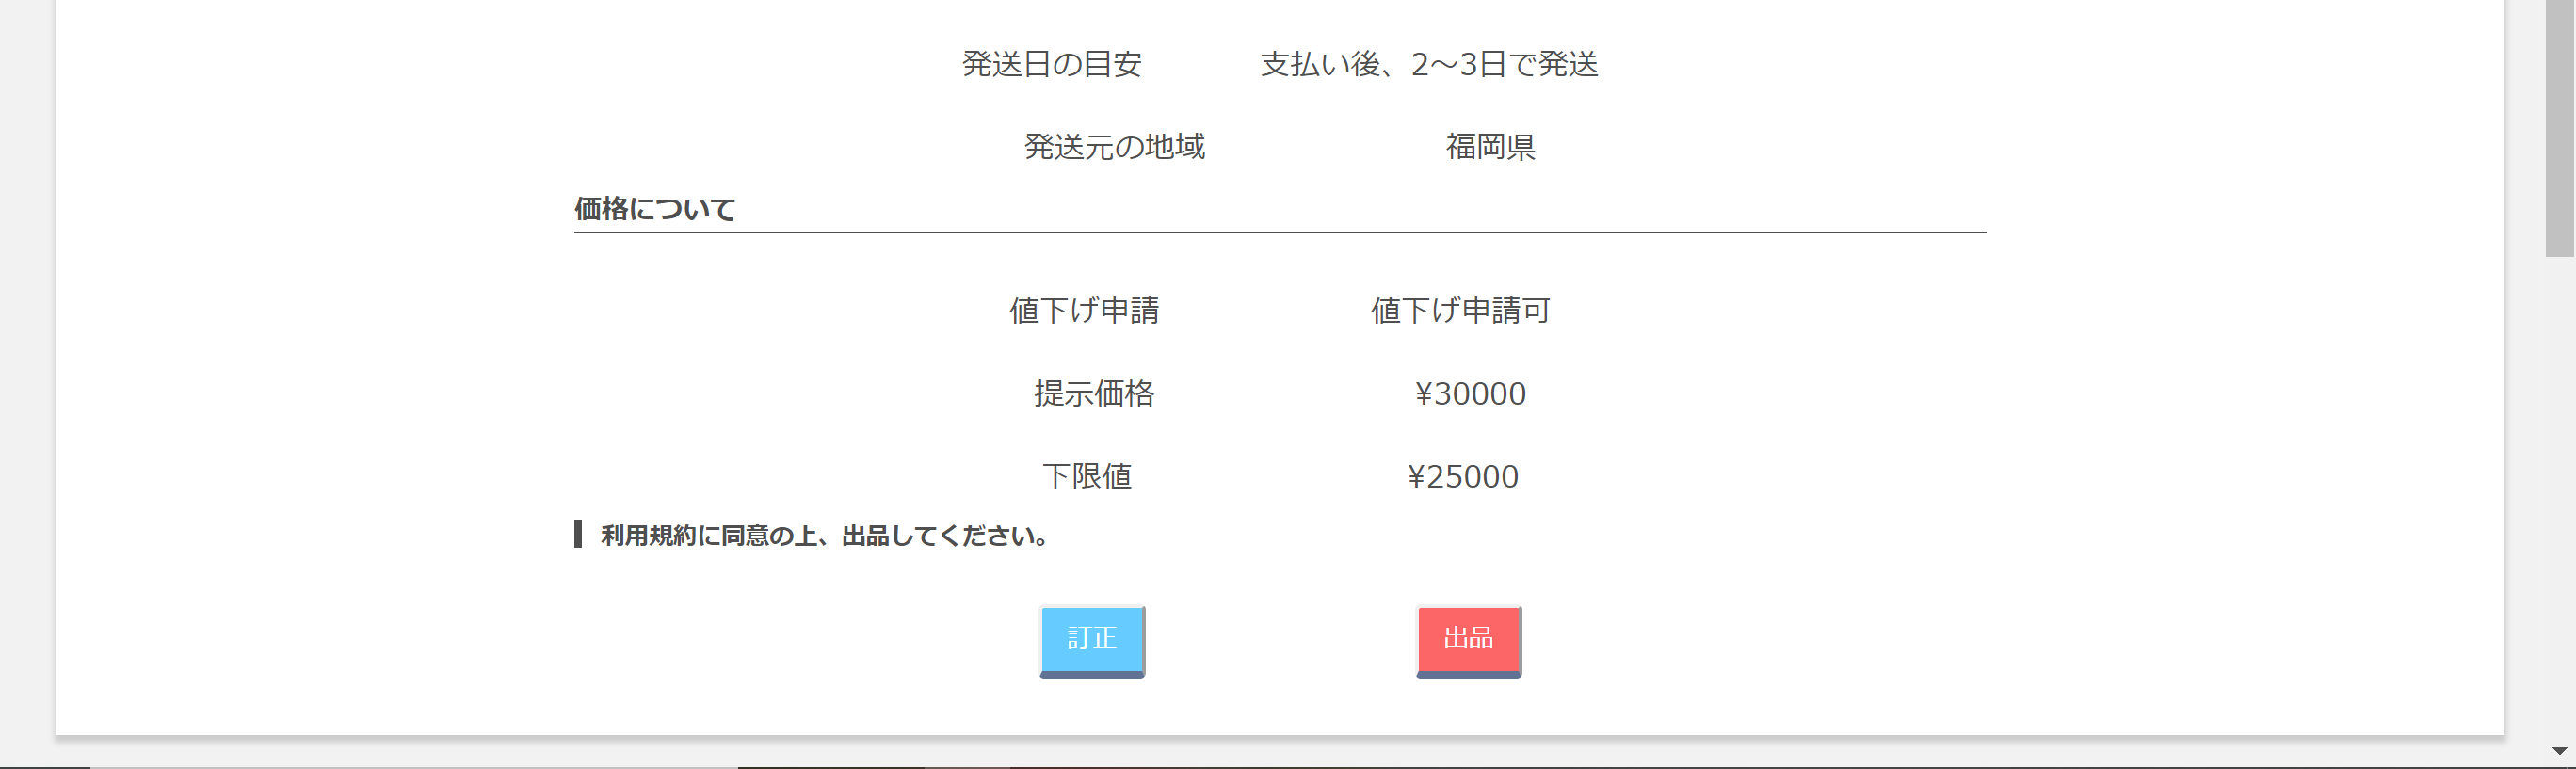 発送日の目安 支払い後、2～3日で発送
発送元の地域 福岡県
価格について
値下げ申請 値下げ申請可
提示価格 ¥30000
下限値 ¥25000
利用規約に同意の上、出品してください。
訂正 出品